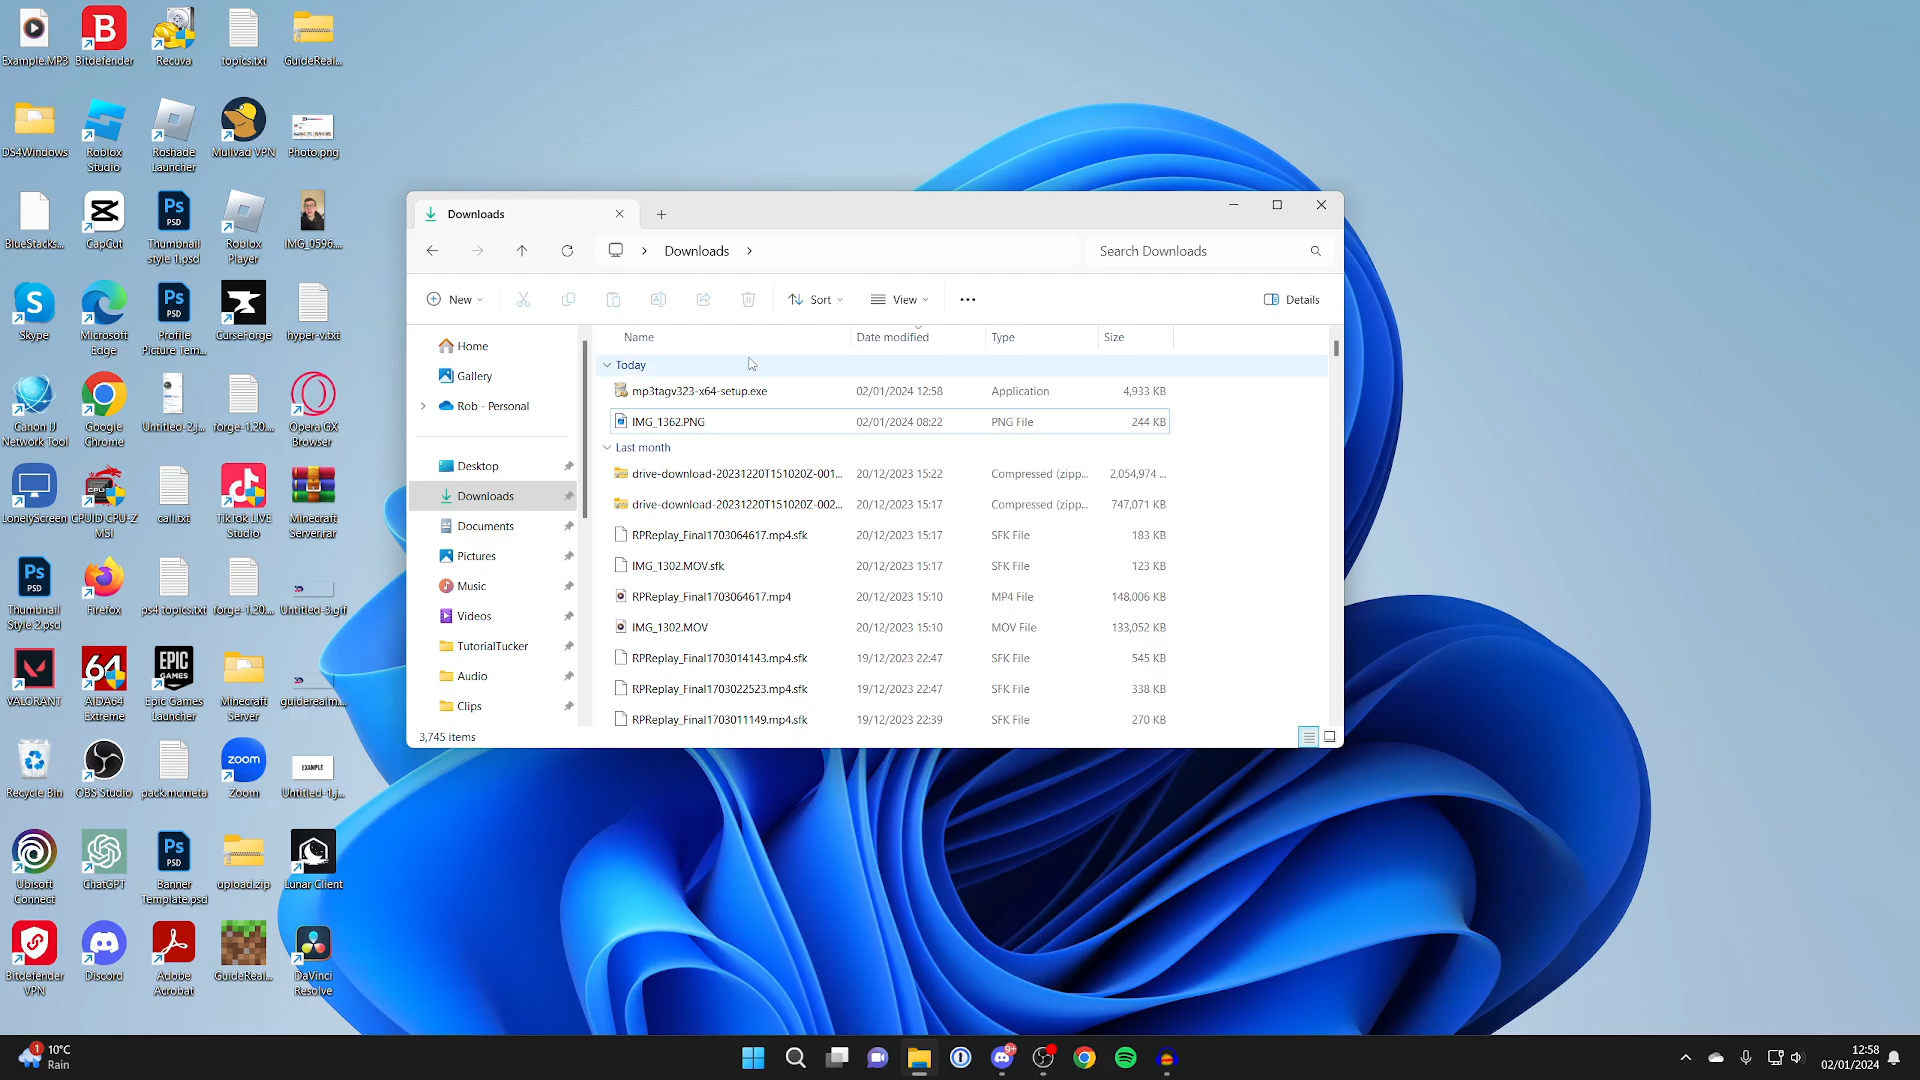 Example.MP3
Bitdefender
Recuva
topics.txt
GuideReal...
DS4Windows
Roblox Studio
Roshade Launcher
Mullvad VPN
Photo.png
BlueStacks...
CapCut
Thumbnail style 1.psd
Roblox Player
IMG_0596....
Skype
Microsoft Edge
Profile Picture Tem...
CurseForge
hyper-v.txt
Canon IJ Network Tool
Google Chrome
Untitled-2.j...
forge-1.20...
Opera GX Browser
LonelyScreen
CPUID CPU-Z MSI
call.txt
TikTok LIVE Studio
Minecraft Server.rar
Thumbnail Style 2.psd
Firefox
ps4 topics.txt
forge-1.20...
Untitled-3.gif
VALORANT
AIDA64 Extreme
Epic Games Launcher
Minecraft Server
guiderealm...
Recycle Bin
OBS Studio
pack.mcmeta
Zoom
Untitled-1.j...
Ubisoft Connect
ChatGPT
Banner Template.psd
upload.zip
Lunar Client
Bitdefender VPN
Discord
Adobe Acrobat
GuideReal...
DaVinci Resolve
Downloads
Downloads
Search Downloads
New
Sort
View
Details
Home
Gallery
Rob - Personal
Desktop
Downloads
Documents
Pictures
Music
Videos
TutorialTucker
Audio
Clips
Name Date modified Type Size
Today
mp3tagv323-x64-setup.exe 02/01/2024 12:58 Application 4,933 KB
IMG_1362.PNG 02/01/2024 08:22 PNG File 244 KB
Last month
drive-download-20231220T151020Z-001... 20/12/2023 15:22 Compressed (zipp... 2,054,974 ...
drive-download-20231220T151020Z-002... 20/12/2023 15:17 Compressed (zipp... 747,071 KB
RPReplay_Final1703064617.mp4.sfk 20/12/2023 15:17 SFK File 183 KB
IMG_1302.MOV.sfk 20/12/2023 15:17 SFK File 123 KB
RPReplay_Final1703064617.mp4 20/12/2023 15:10 MP4 File 148,006 KB
IMG_1302.MOV 20/12/2023 15:10 MOV File 133,052 KB
RPReplay_Final1703014143.mp4.sfk 19/12/2023 22:47 SFK File 545 KB
RPReplay_Final1703022523.mp4.sfk 19/12/2023 22:47 SFK File 338 KB
RPReplay_Final1703011149.mp4.sfk 19/12/2023 22:39 SFK File 270 KB
3,745 items
1
10°C
Rain
9+
12:58
02/01/2024